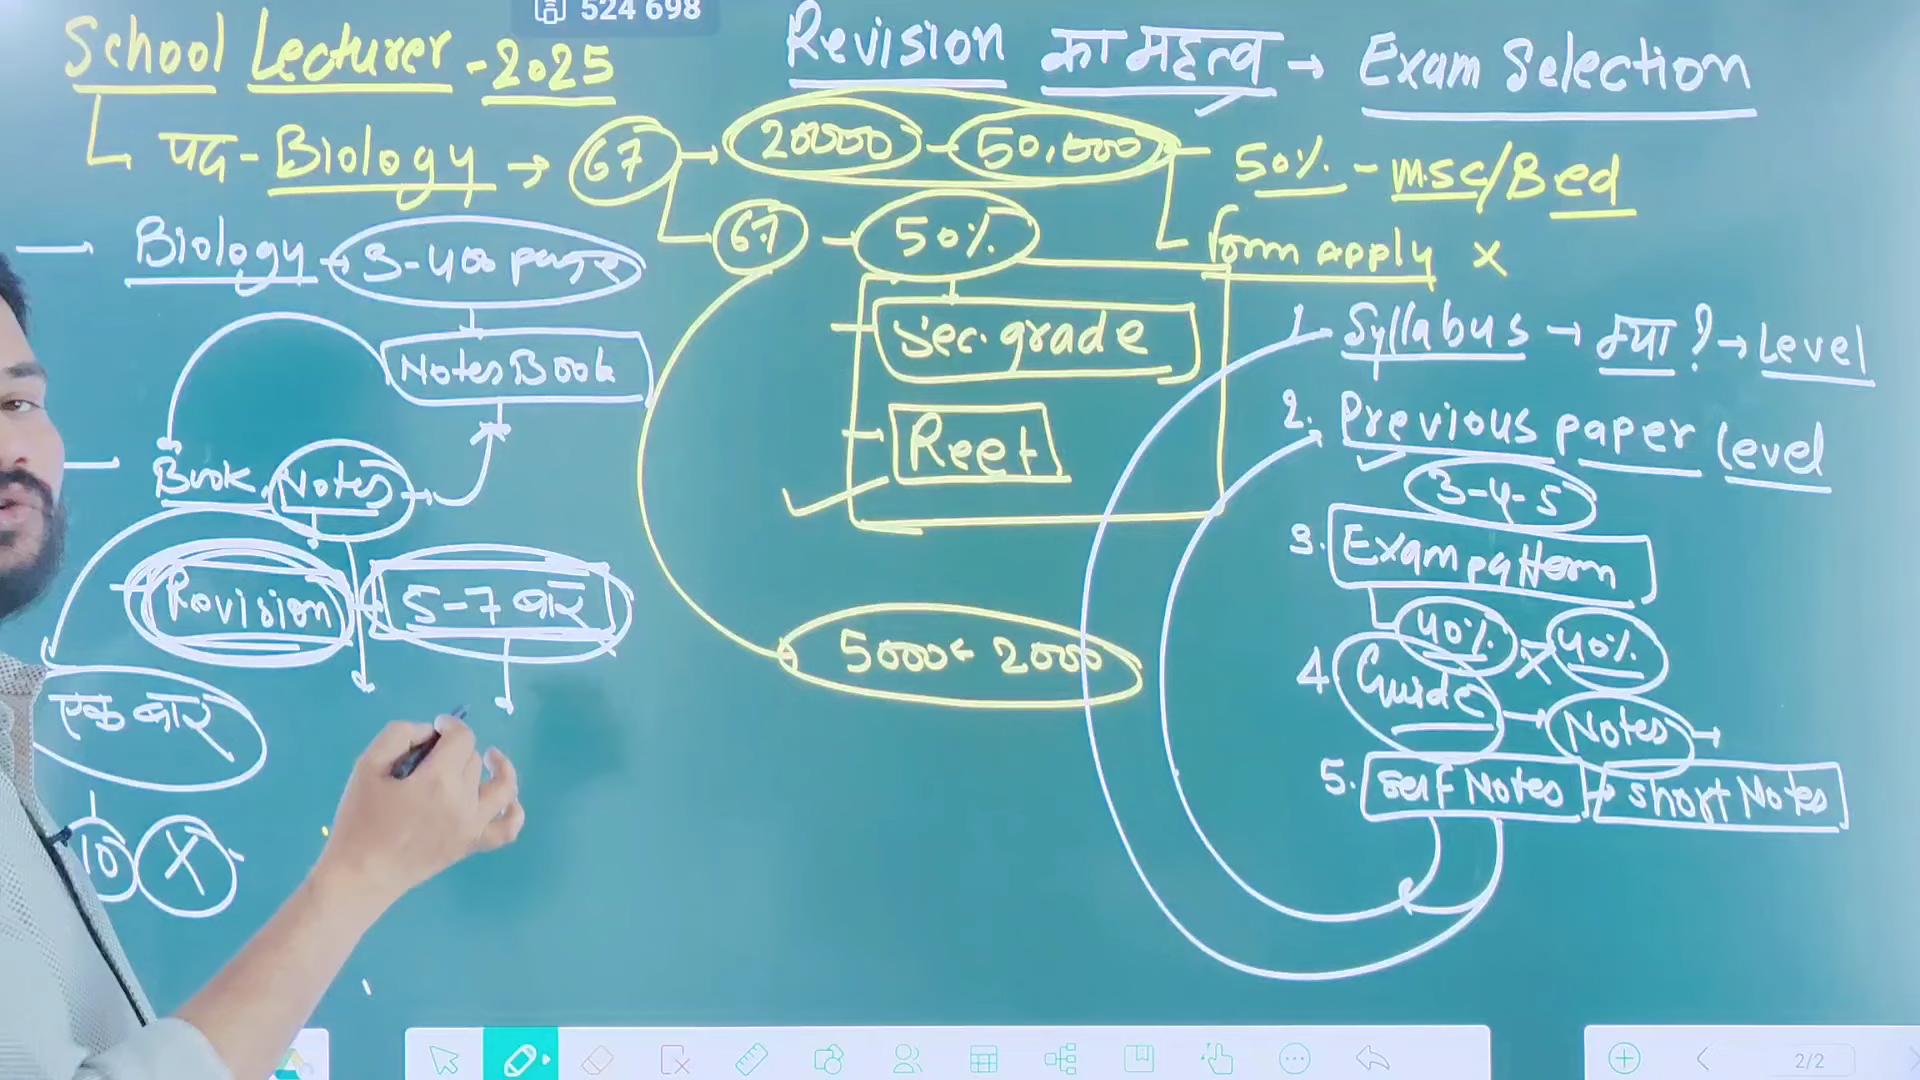 524 698
School Lecturer - 2025
Revision का महत्व → Exam Selection
पद - Biology → 67 → 20000 - 50,000 - 50% - M.sc/B.ed
67 - 50%
form apply x
Biology → 3-400 page
Notes Book
Sec. grade
Reet
1. Syllabus → क्या ? → Level
2. Previous paper level
3-4-5
Book, Notes →
Revision
5-7 बार
3. Exam pattern
40% x 40%
5000 < 2000
4. Guide → Notes →
एक बार
5. Self Notes → short Notes
10 X
2/2